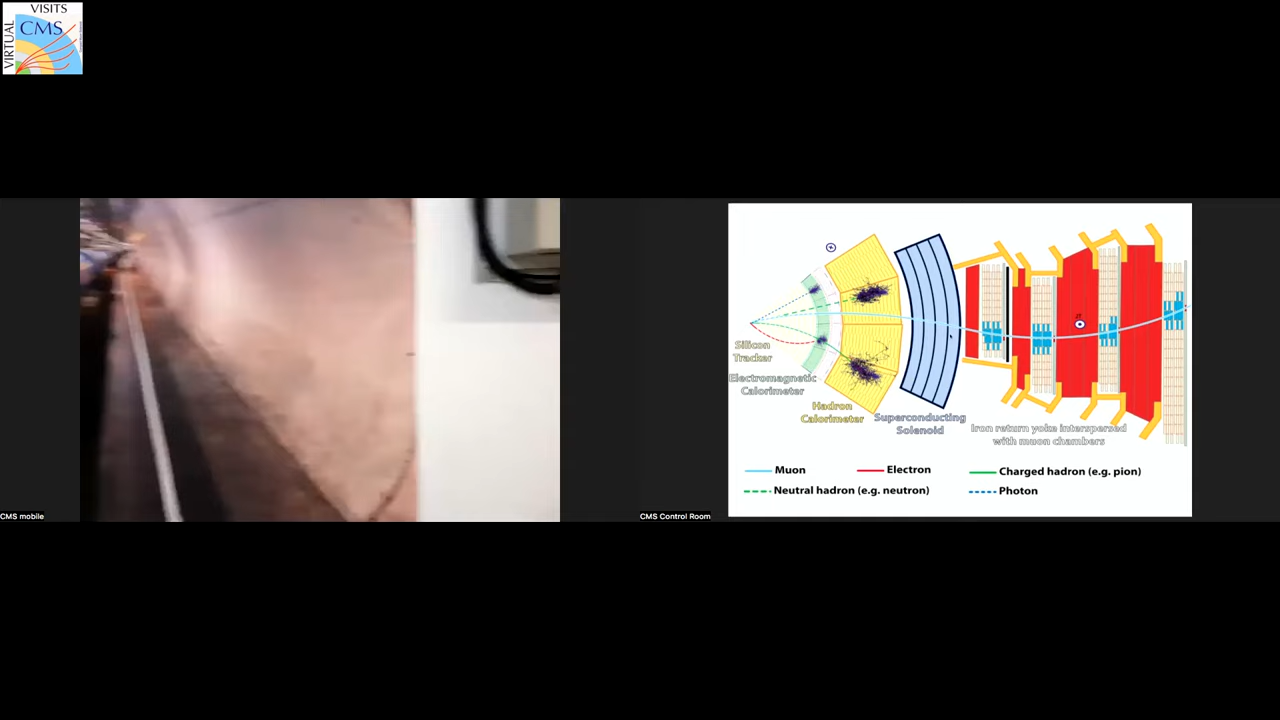 VISITS
CMS
VIRTUAL
Silicon
Tracker
Electromagnetic
Calorimeter
Hadron
Calorimeter
Superconducting
Solenoid
Iron return yoke interspersed
with muon chambers
Muon
Electron
Charged hadron (e.g. pion)
Neutral hadron (e.g. neutron)
Photon
CMS mobile
CMS Control Room